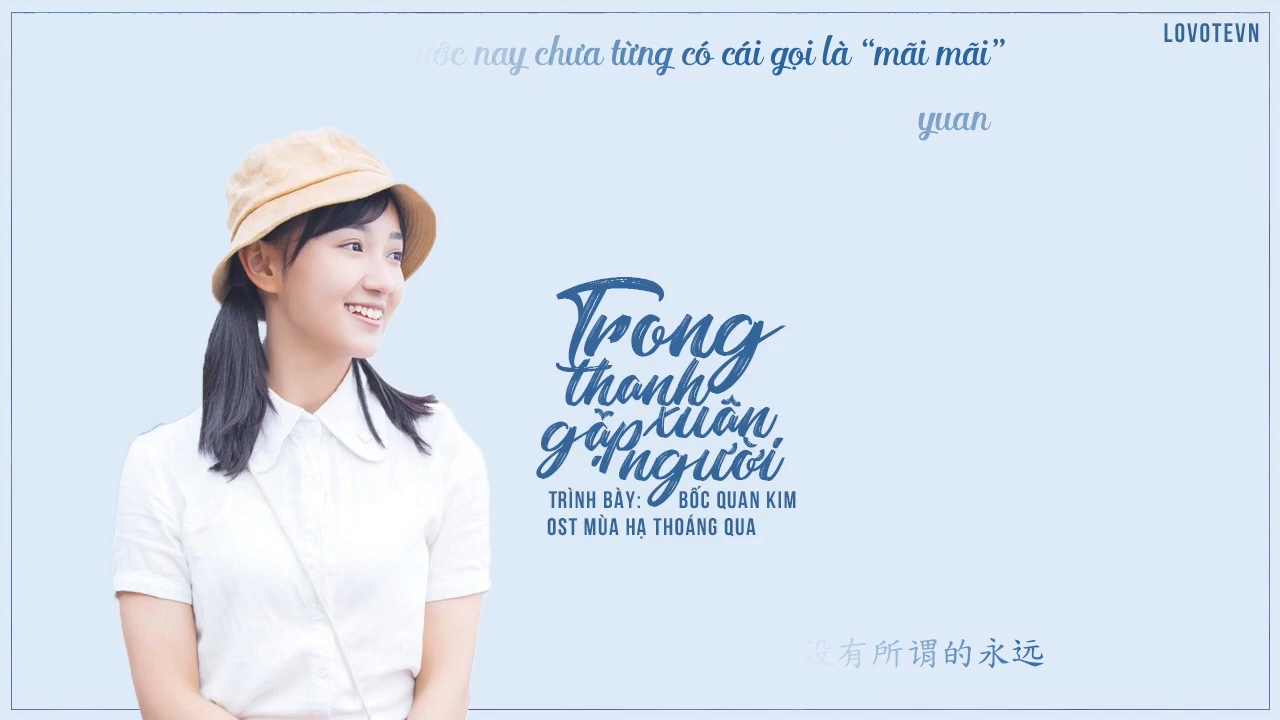 LOVOTEVN
nay chưa từng có cái gọi là “mãi mãi”
yuan
Trong
thanh
xuân
gặp
người
TRÌNH BÀY: BỐC QUAN KIM
OST MÙA HẠ THOÁNG QUA
没有所谓的永远